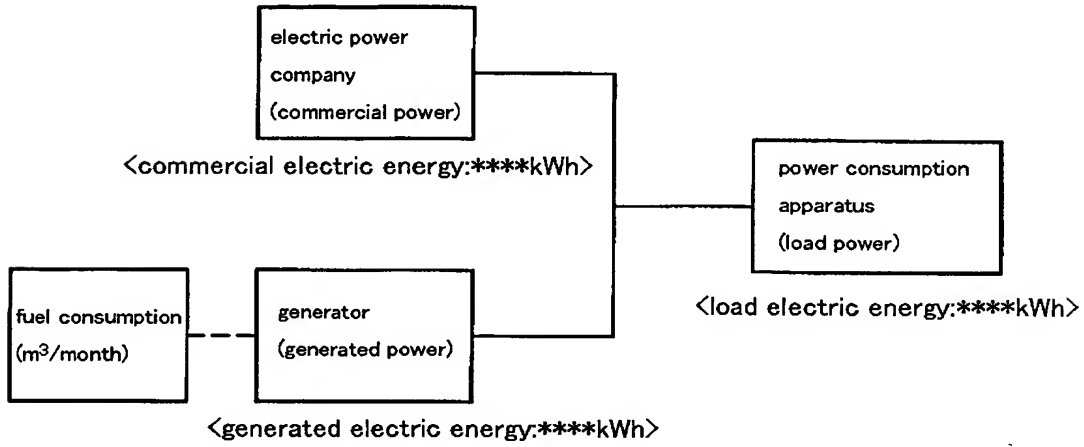 electric power
company
(commercial power)
<commercial electric energy:****kWh>
power consumption
apparatus
(load power)
<load electric energy:****kWh>
fuel consumption
(m³/month)
generator
(generated power)
<generated electric energy:****kWh>